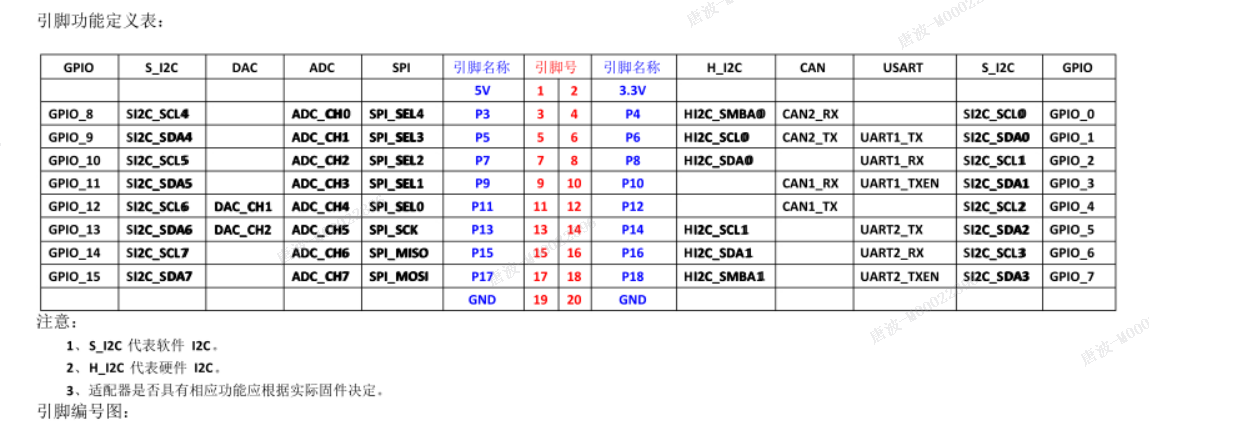 引脚功能定义表：
GPIO S_I2C DAC ADC SPI 引脚名称 引脚号 引脚名称 H_I2C CAN USART S_I2C GPIO
5V 1 2 3.3V
GPIO_8 SI2C_SCL4 ADC_CH0 SPI_SEL4 P3 3 4 P4 HI2C_SMBA0 CAN2_RX SI2C_SCL0 GPIO_0
GPIO_9 SI2C_SDA4 ADC_CH1 SPI_SEL3 P5 5 6 P6 HI2C_SCL0 CAN2_TX UART1_TX SI2C_SDA0 GPIO_1
GPIO_10 SI2C_SCL5 ADC_CH2 SPI_SEL2 P7 7 8 P8 HI2C_SDA0 UART1_RX SI2C_SCL1 GPIO_2
GPIO_11 SI2C_SDA5 ADC_CH3 SPI_SEL1 P9 9 10 P10 CAN1_RX UART1_TXEN SI2C_SDA1 GPIO_3
GPIO_12 SI2C_SCL6 DAC_CH1 ADC_CH4 SPI_SEL0 P11 11 12 P12 CAN1_TX SI2C_SCL2 GPIO_4
GPIO_13 SI2C_SDA6 DAC_CH2 ADC_CH5 SPI_SCK P13 13 14 P14 HI2C_SCL1 UART2_TX SI2C_SDA2 GPIO_5
GPIO_14 SI2C_SCL7 ADC_CH6 SPI_MISO P15 15 16 P16 HI2C_SDA1 UART2_RX SI2C_SCL3 GPIO_6
GPIO_15 SI2C_SDA7 ADC_CH7 SPI_MOSI P17 17 18 P18 HI2C_SMBA1 UART2_TXEN SI2C_SDA3 GPIO_7
GND 19 20 GND
注意：
1、S_I2C 代表软件 I2C。
2、H_I2C 代表硬件 I2C。
3、适配器是否具有相应功能应根据实际固件决定。
引脚编号图：